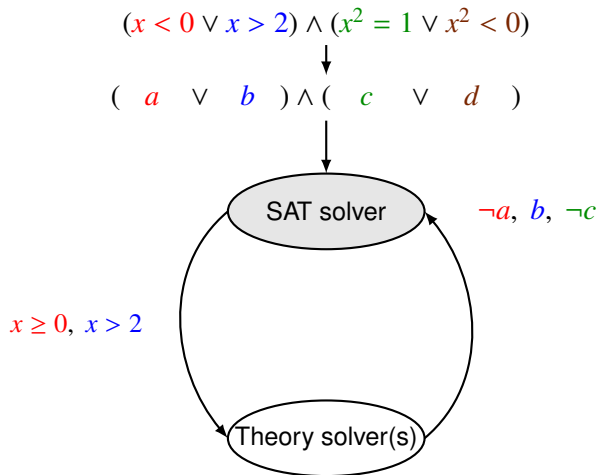 (x < 0 ∨ x > 2) ∧ (x² = 1 ∨ x² < 0)
( a ∨ b ) ∧ ( c ∨ d )
SAT solver
¬a, b, ¬c
x ≥ 0, x > 2
Theory solver(s)